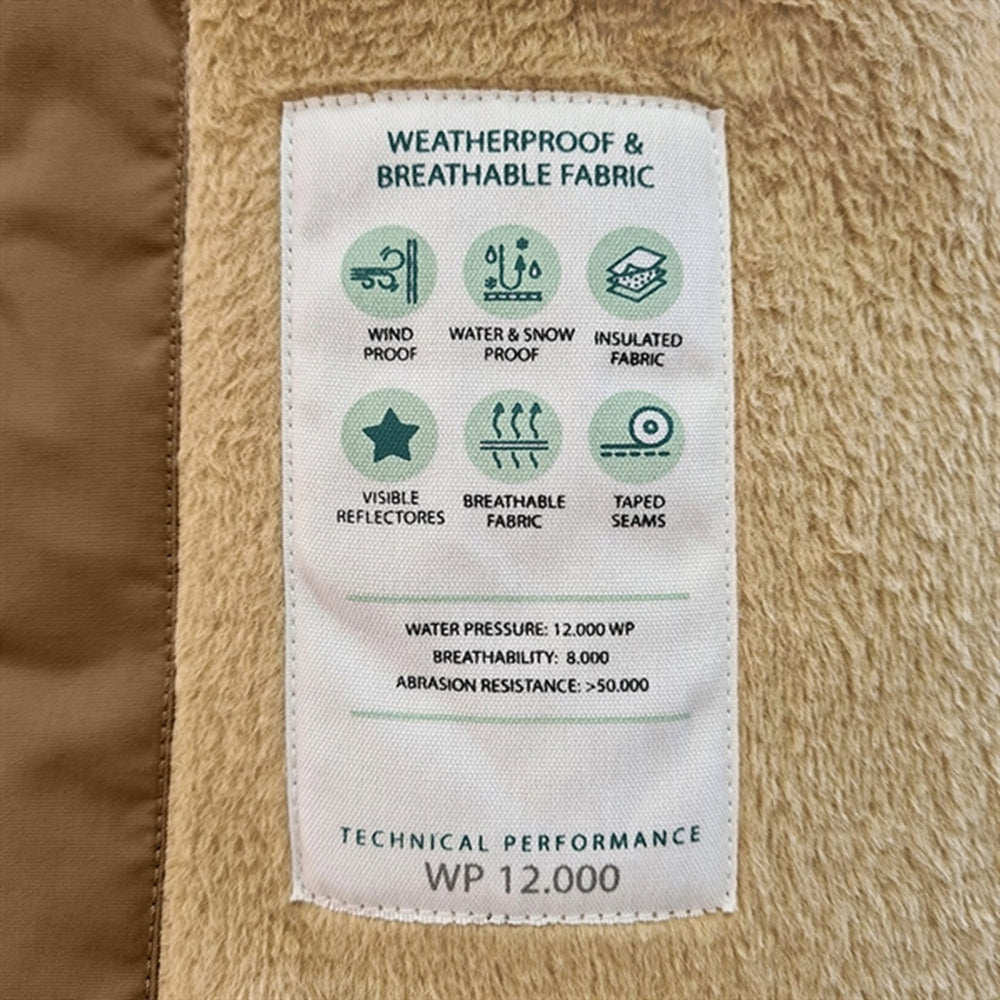 WEATHERPROOF &
BREATHABLE FABRIC
WIND
PROOF
WATER & SNOW
PROOF
INSULATED
FABRIC
VISIBLE
REFLECTORES
BREATHABLE
FABRIC
TAPED
SEAMS
WATER PRESSURE: 12.000 WP
BREATHABILITY: 8.000
ABRASION RESISTANCE: >50.000
TECHNICAL PERFORMANCE
WP 12.000